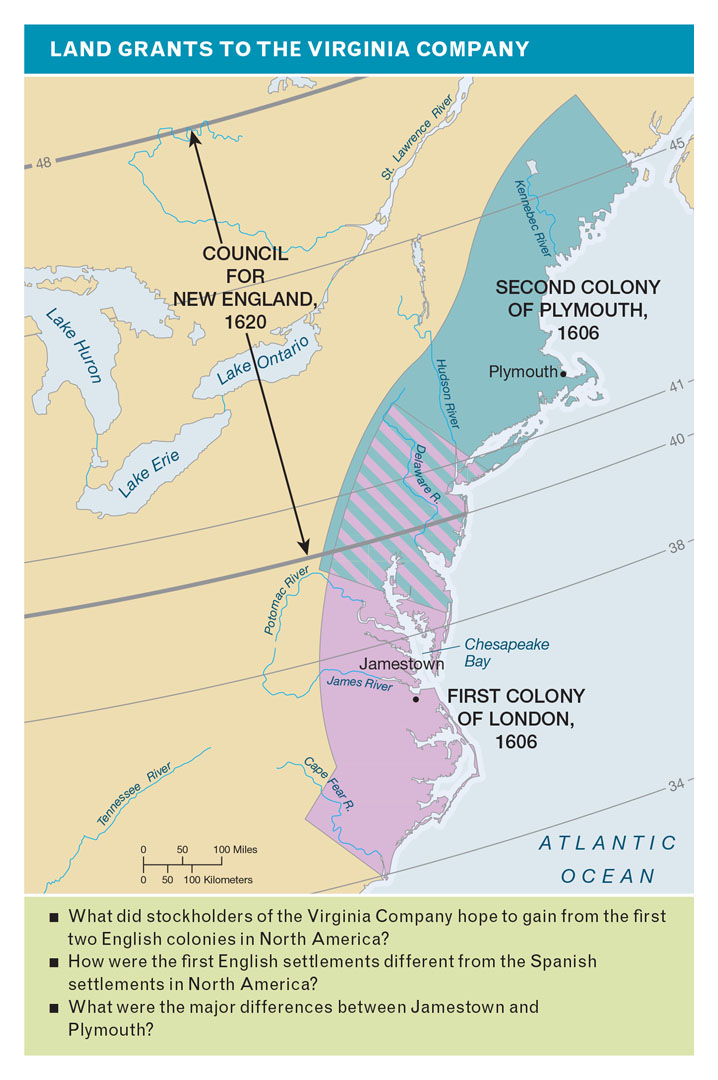 LAND GRANTS TO THE VIRGINIA COMPANY
48
St. Lawrence River
45
Kennebec River
COUNCIL
FOR
NEW ENGLAND,
1620
SECOND COLONY
OF PLYMOUTH,
1606
Lake Huron
Lake Ontario
Plymouth
Hudson River
41
40
Lake Erie
Delaware R.
38
Potomac River
Chesapeake
Bay
Jamestown
James River
FIRST COLONY
OF LONDON,
1606
Tennessee River
Cape Fear R.
34
0 50 100 Miles
0 50 100 Kilometers
ATLANTIC
OCEAN
■ What did stockholders of the Virginia Company hope to gain from the first
two English colonies in North America?
■ How were the first English settlements different from the Spanish
settlements in North America?
■ What were the major differences between Jamestown and
Plymouth?